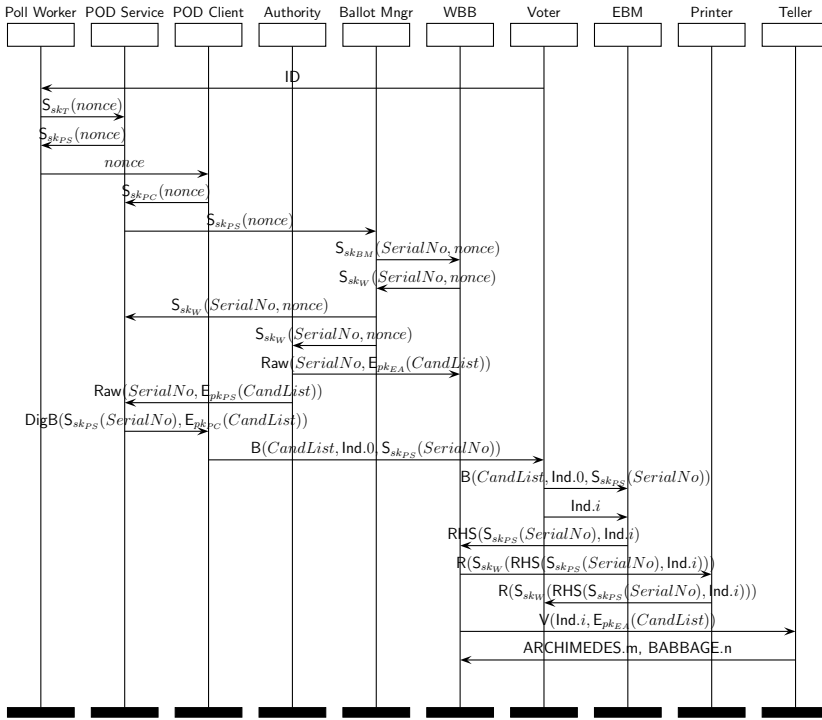 Poll Worker POD Service POD Client Authority Ballot Mngr WBB Voter EBM Printer Teller
ID
S_{sk_T}(nonce)
S_{sk_{PS}}(nonce)
nonce
S_{sk_{PC}}(nonce)
S_{sk_{PS}}(nonce)
S_{sk_{BM}}(SerialNo, nonce)
S_{sk_W}(SerialNo, nonce)
S_{sk_W}(SerialNo, nonce)
S_{sk_W}(SerialNo, nonce)
Raw(SerialNo, E_{pk_{EA}}(CandList))
Raw(SerialNo, E_{pk_{PS}}(CandList))
DigB(S_{sk_{PS}}(SerialNo), E_{pk_{PC}}(CandList))
B(CandList, Ind.0, S_{sk_{PS}}(SerialNo))
B(CandList, Ind.0, S_{sk_{PS}}(SerialNo))
Ind.i
RHS(S_{sk_{PS}}(SerialNo), Ind.i)
R(S_{sk_W}(RHS(S_{sk_{PS}}(SerialNo), Ind.i)))
R(S_{sk_W}(RHS(S_{sk_{PS}}(SerialNo), Ind.i)))
V(Ind.i, E_{pk_{EA}}(CandList))
ARCHIMEDES.m, BABBAGE.n